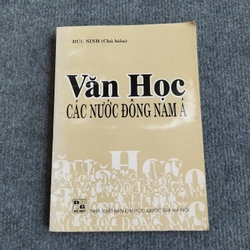 ĐỨC NINH (Chủ biên)
Văn Học
CÁC NƯỚC ĐÔNG NAM Á
NHÀ XUẤT BẢN ĐẠI HỌC QUỐC GIA HÀ NỘI